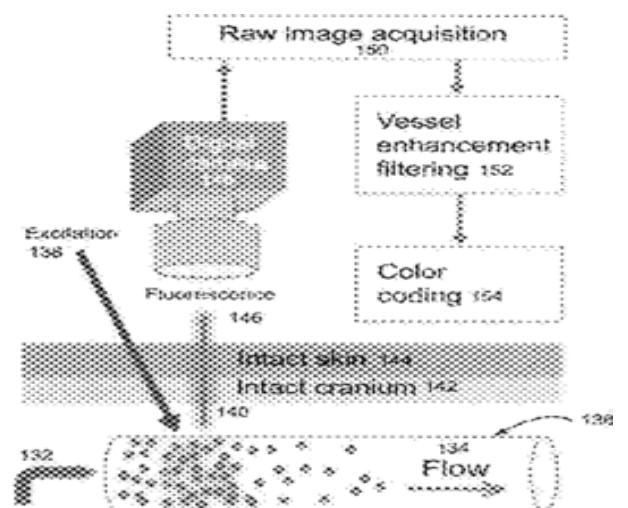 Raw image acquisition
150
Vessel
enhancement
filtering 152
Excitation
138
Color
coding 154
Fluorescence
146
Intact skin 144
Intact cranium 142
140
136
132
134
Flow